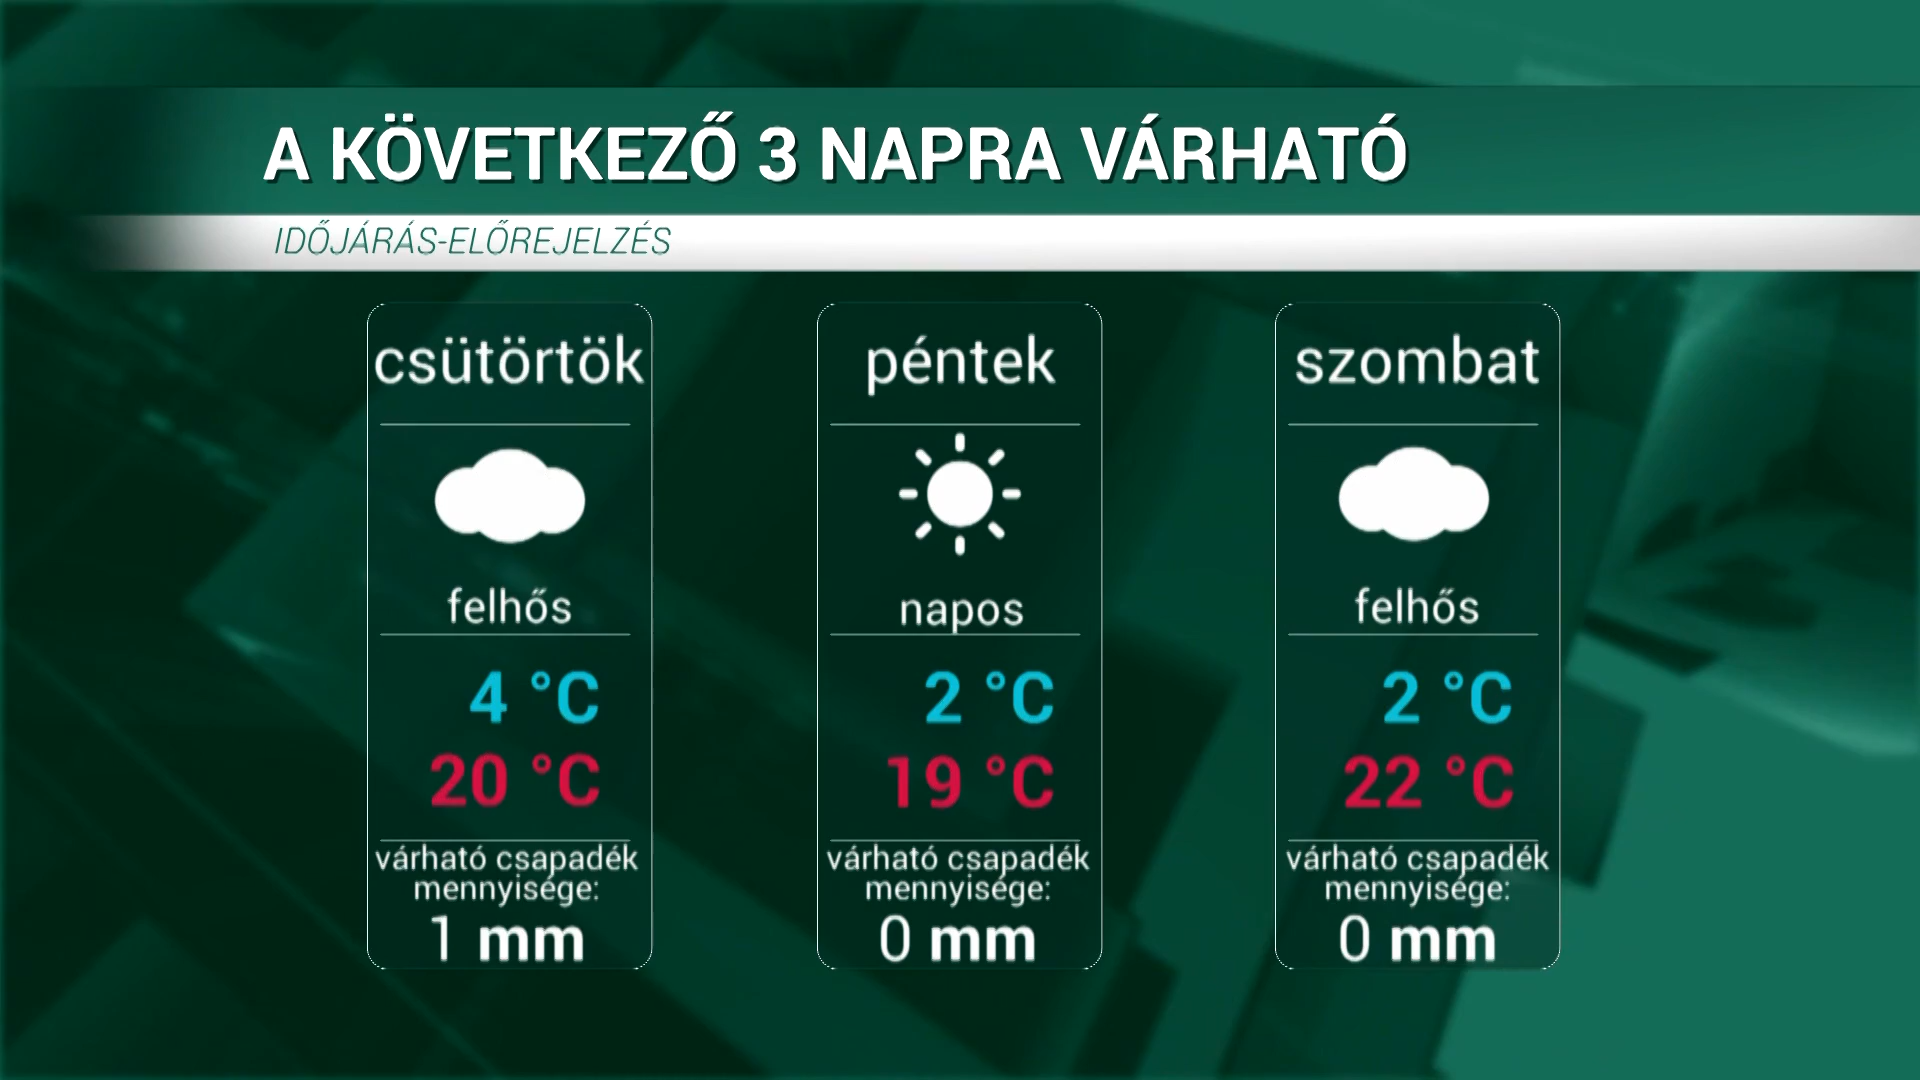 A KÖVETKEZŐ 3 NAPRA VÁRHATÓ
IDŐJÁRÁS-ELŐREJELZÉS
csütörtök
felhős
4 °C
20 °C
várható csapadék
mennyisége:
1 mm
péntek
napos
2 °C
19 °C
várható csapadék
mennyisége:
0 mm
szombat
felhős
2 °C
22 °C
várható csapadék
mennyisége:
0 mm